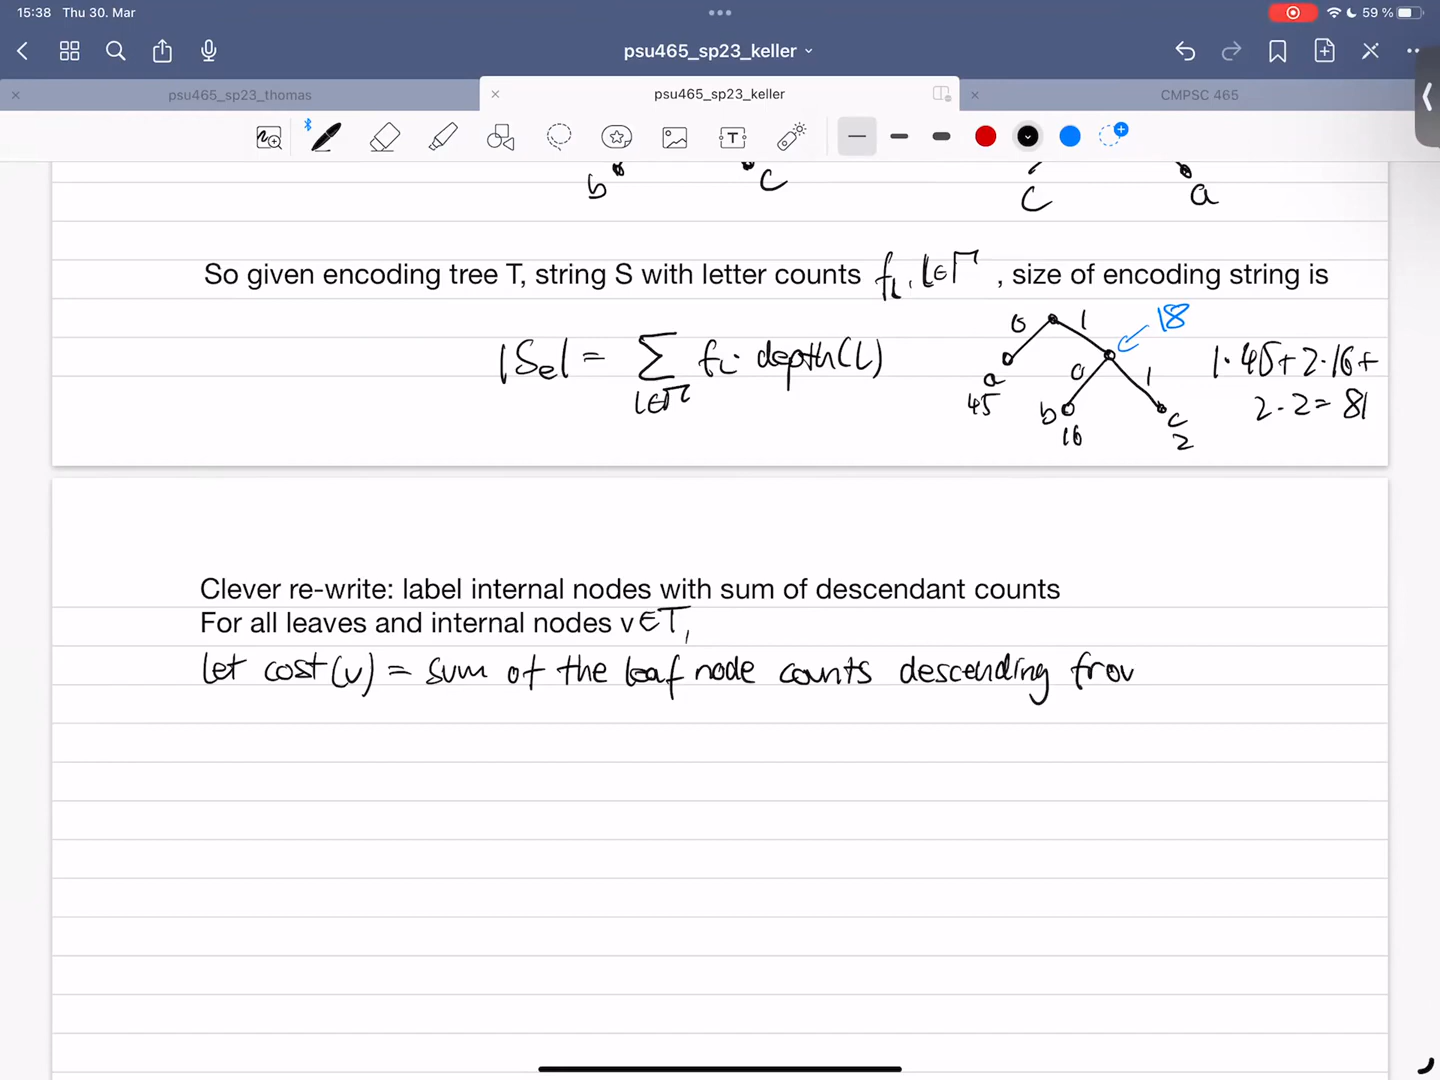 15:38 Thu 30. Mar
59 %
psu465_sp23_keller
psu465_sp23_thomas
psu465_sp23_keller
CMPSC 465
T
b
c
c
a
So given encoding tree T, string S with letter counts f_L, L∈Γ, size of encoding string is
|S_e| = ∑_{L∈Γ} f_L · depth(L)
0 1
18
a
45
0 1
b
16
c
2
1·45+2·16+
2·2=81
Clever re-write: label internal nodes with sum of descendant counts
For all leaves and internal nodes v∈T,
let cost(v) = sum of the leaf node counts descending frov